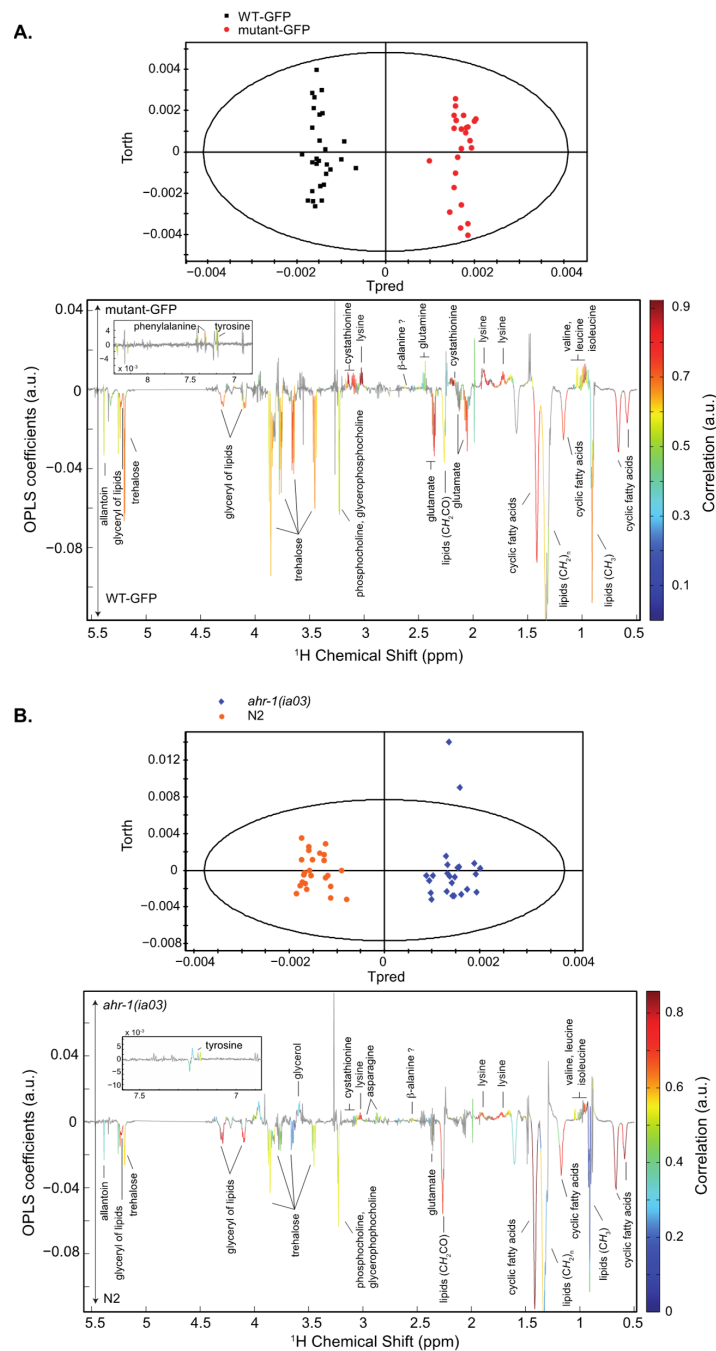 A.
WT-GFP
mutant-GFP
Torth
0.004
0.002
0
−0.002
−0.004
−0.004
−0.002
0
0.002
0.004
Tpred
OPLS coefficients (a.u.)
0.04
0
−0.04
−0.08
mutant-GFP
WT-GFP
phenylalanine
tyrosine
4
0
−4
x 10⁻³
8
7.5
7
allantoin
glyceryl of lipids
trehalose
glyceryl of lipids
trehalose
phosphocholine, glycerophosphocholine
cystathionine
lysine
β-alanine ?
glutamine
cystathionine
lysine
lysine
valine,
leucine
isoleucine
glutamate
lipids (CH2CO)
glutamate
cyclic fatty acids
lipids (CH2)n
cyclic fatty acids
lipids (CH3)
cyclic fatty acids
5.5
5
4.5
4
3.5
3
2.5
2
1.5
1
0.5
¹H Chemical Shift (ppm)
0.9
0.7
0.5
0.3
0.1
Correlation (a.u.)
B.
ahr-1(ia03)
N2
Torth
0.012
0.008
0.004
0
−0.004
−0.008
−0.004
−0.002
0
0.002
0.004
Tpred
OPLS coefficients (a.u.)
0.04
0
−0.04
−0.08
ahr-1(ia03)
N2
x 10⁻³
5
0
−5
−10
tyrosine
7.5
7
allantoin
glyceryl of lipids
trehalose
glyceryl of lipids
trehalose
glycerol
phosphocholine,
glycerophosphocholine
cystathionine
lysine
asparagine
β-alanine ?
lysine
lysine
valine, leucine
isoleucine
glutamate
lipids (CH2CO)
cyclic fatty acids
lipids (CH2)n
cyclic fatty acids
lipids (CH3)
cyclic fatty acids
5.5
5
4.5
4
3.5
3
2.5
2
1.5
1
0.5
¹H Chemical Shift (ppm)
0.8
0.6
0.4
0.2
0
Correlation (a.u.)